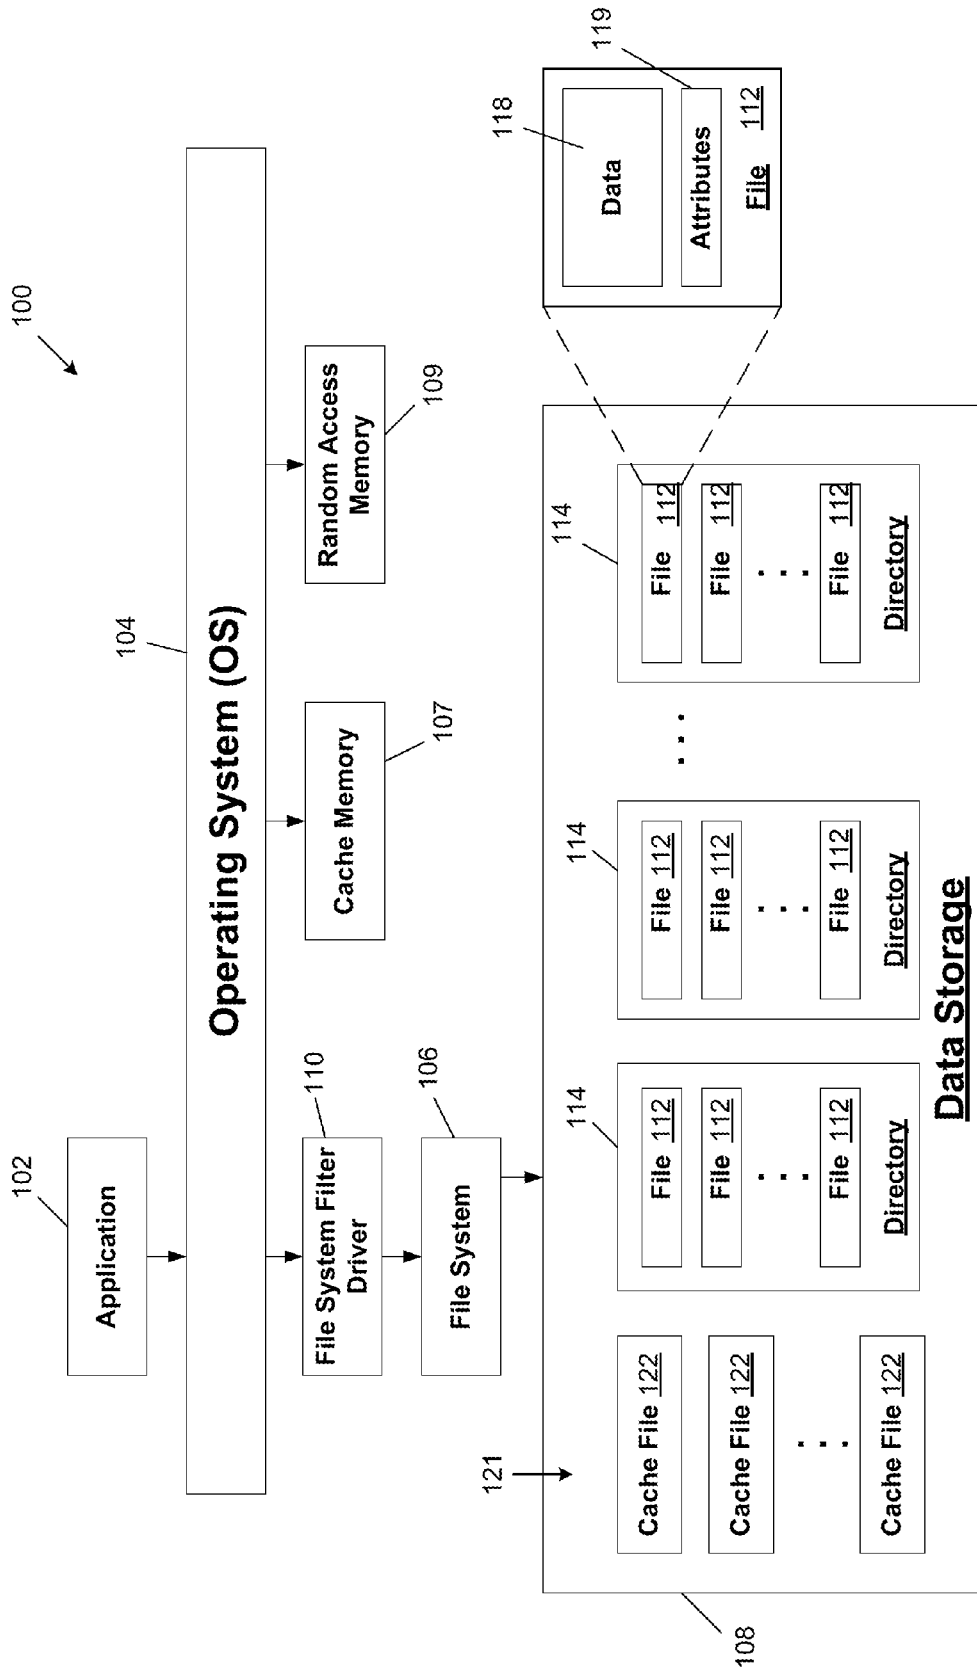 100
102
Application
104
Operating System (OS)
110
File System Filter
Driver
106
File System
Cache Memory
107
Random Access
Memory
109
121
Cache File 122
Cache File 122
. . .
Cache File 122
114
File 112
File 112
. . .
File 112
Directory
114
File 112
File 112
. . .
File 112
Directory
. . .
114
File 112
File 112
. . .
File 112
Directory
108
Data Storage
118
Data
119
Attributes
File 112